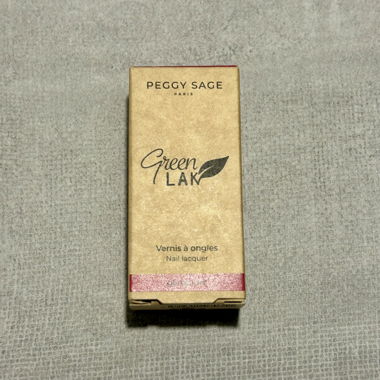 PEGGY SAGE
PARIS
Green
LAK
Vernis à ongles
Nail lacquer